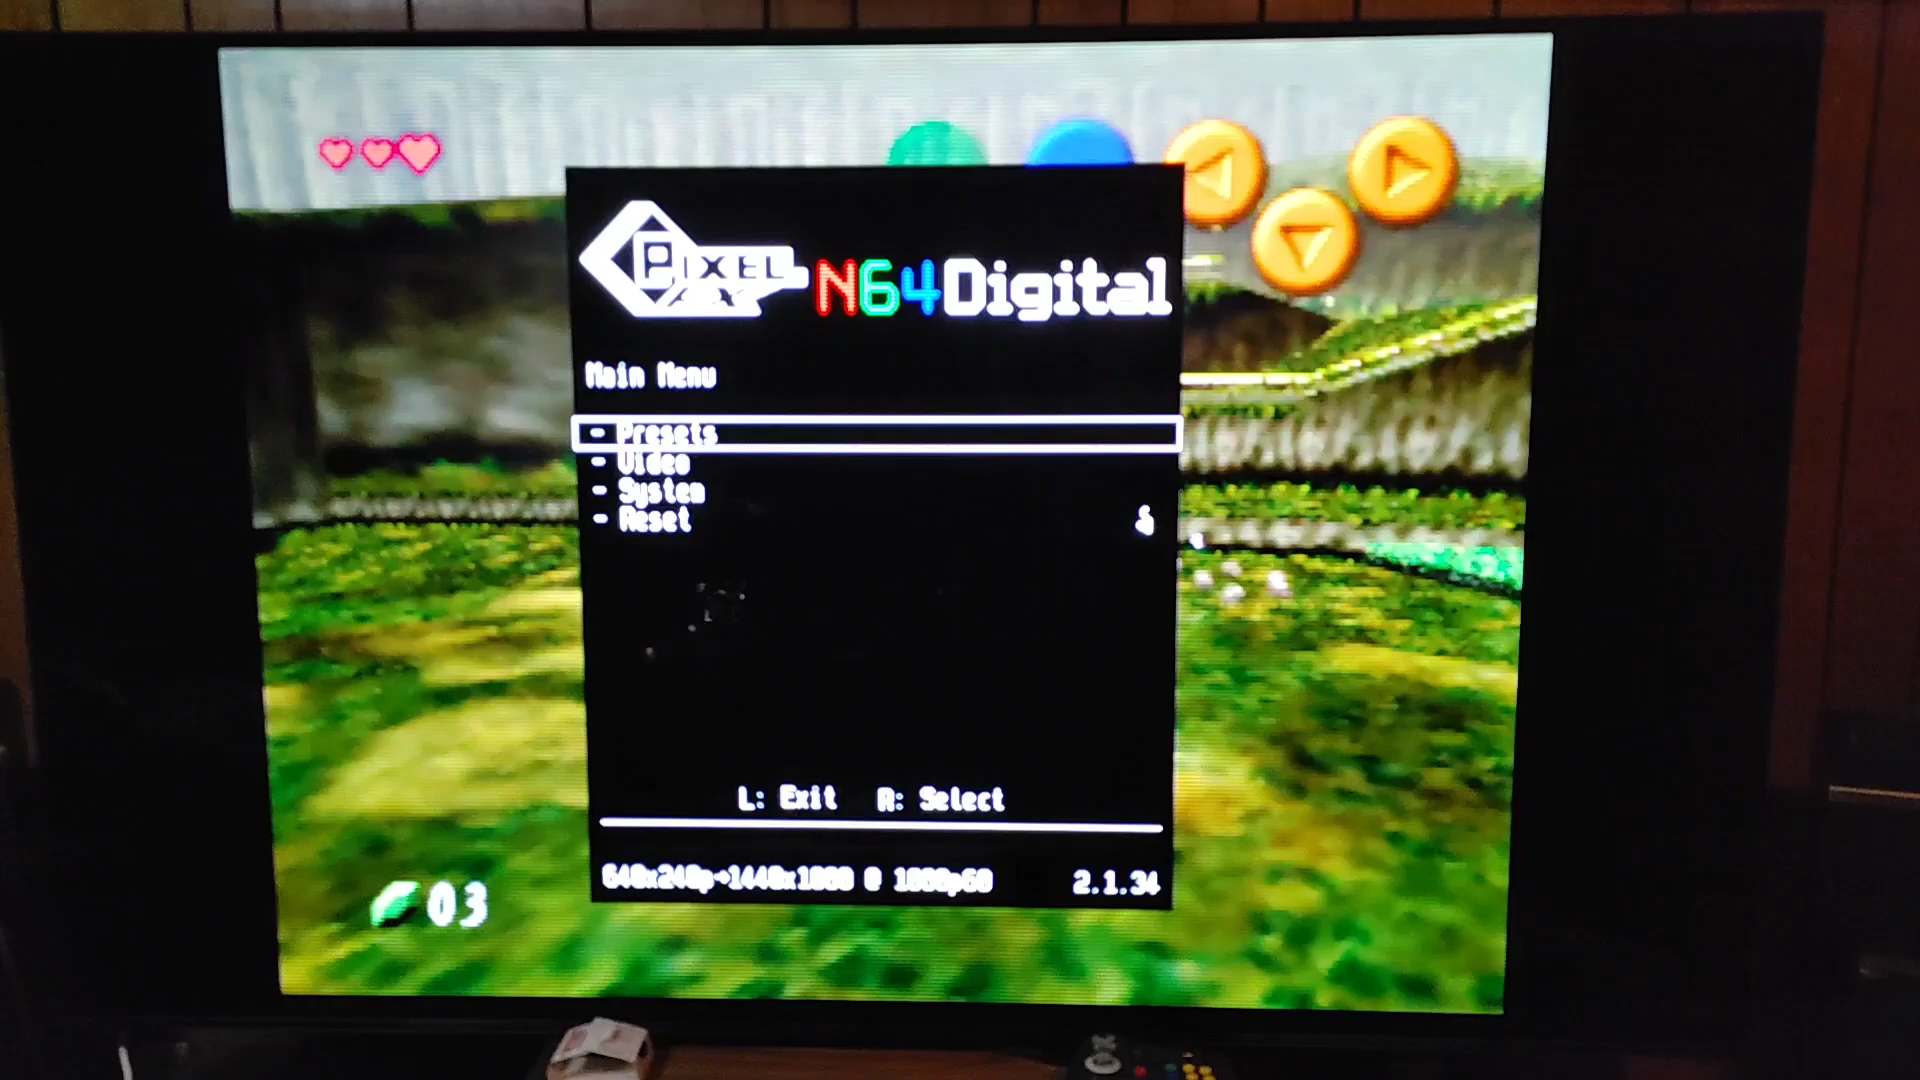 PIXEL N64Digital
Main Menu
- Presets
- Video
- System
- Reset
L: Exit A: Select
640x240p→1440x1080 @ 1080p60 2.1.34
03